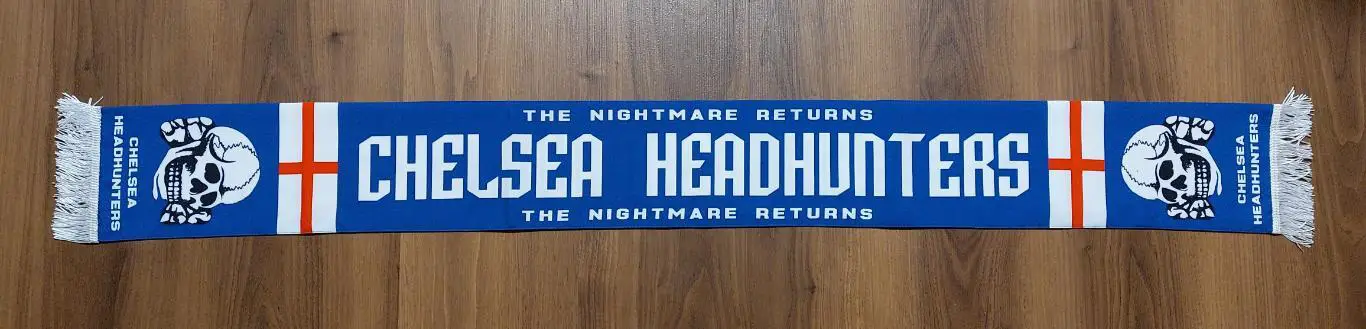 CHELSEA
HEADHUNTERS
THE NIGHTMARE RETURNS
CHELSEA HEADHUNTERS
THE NIGHTMARE RETURNS
CHELSEA
HEADHUNTERS